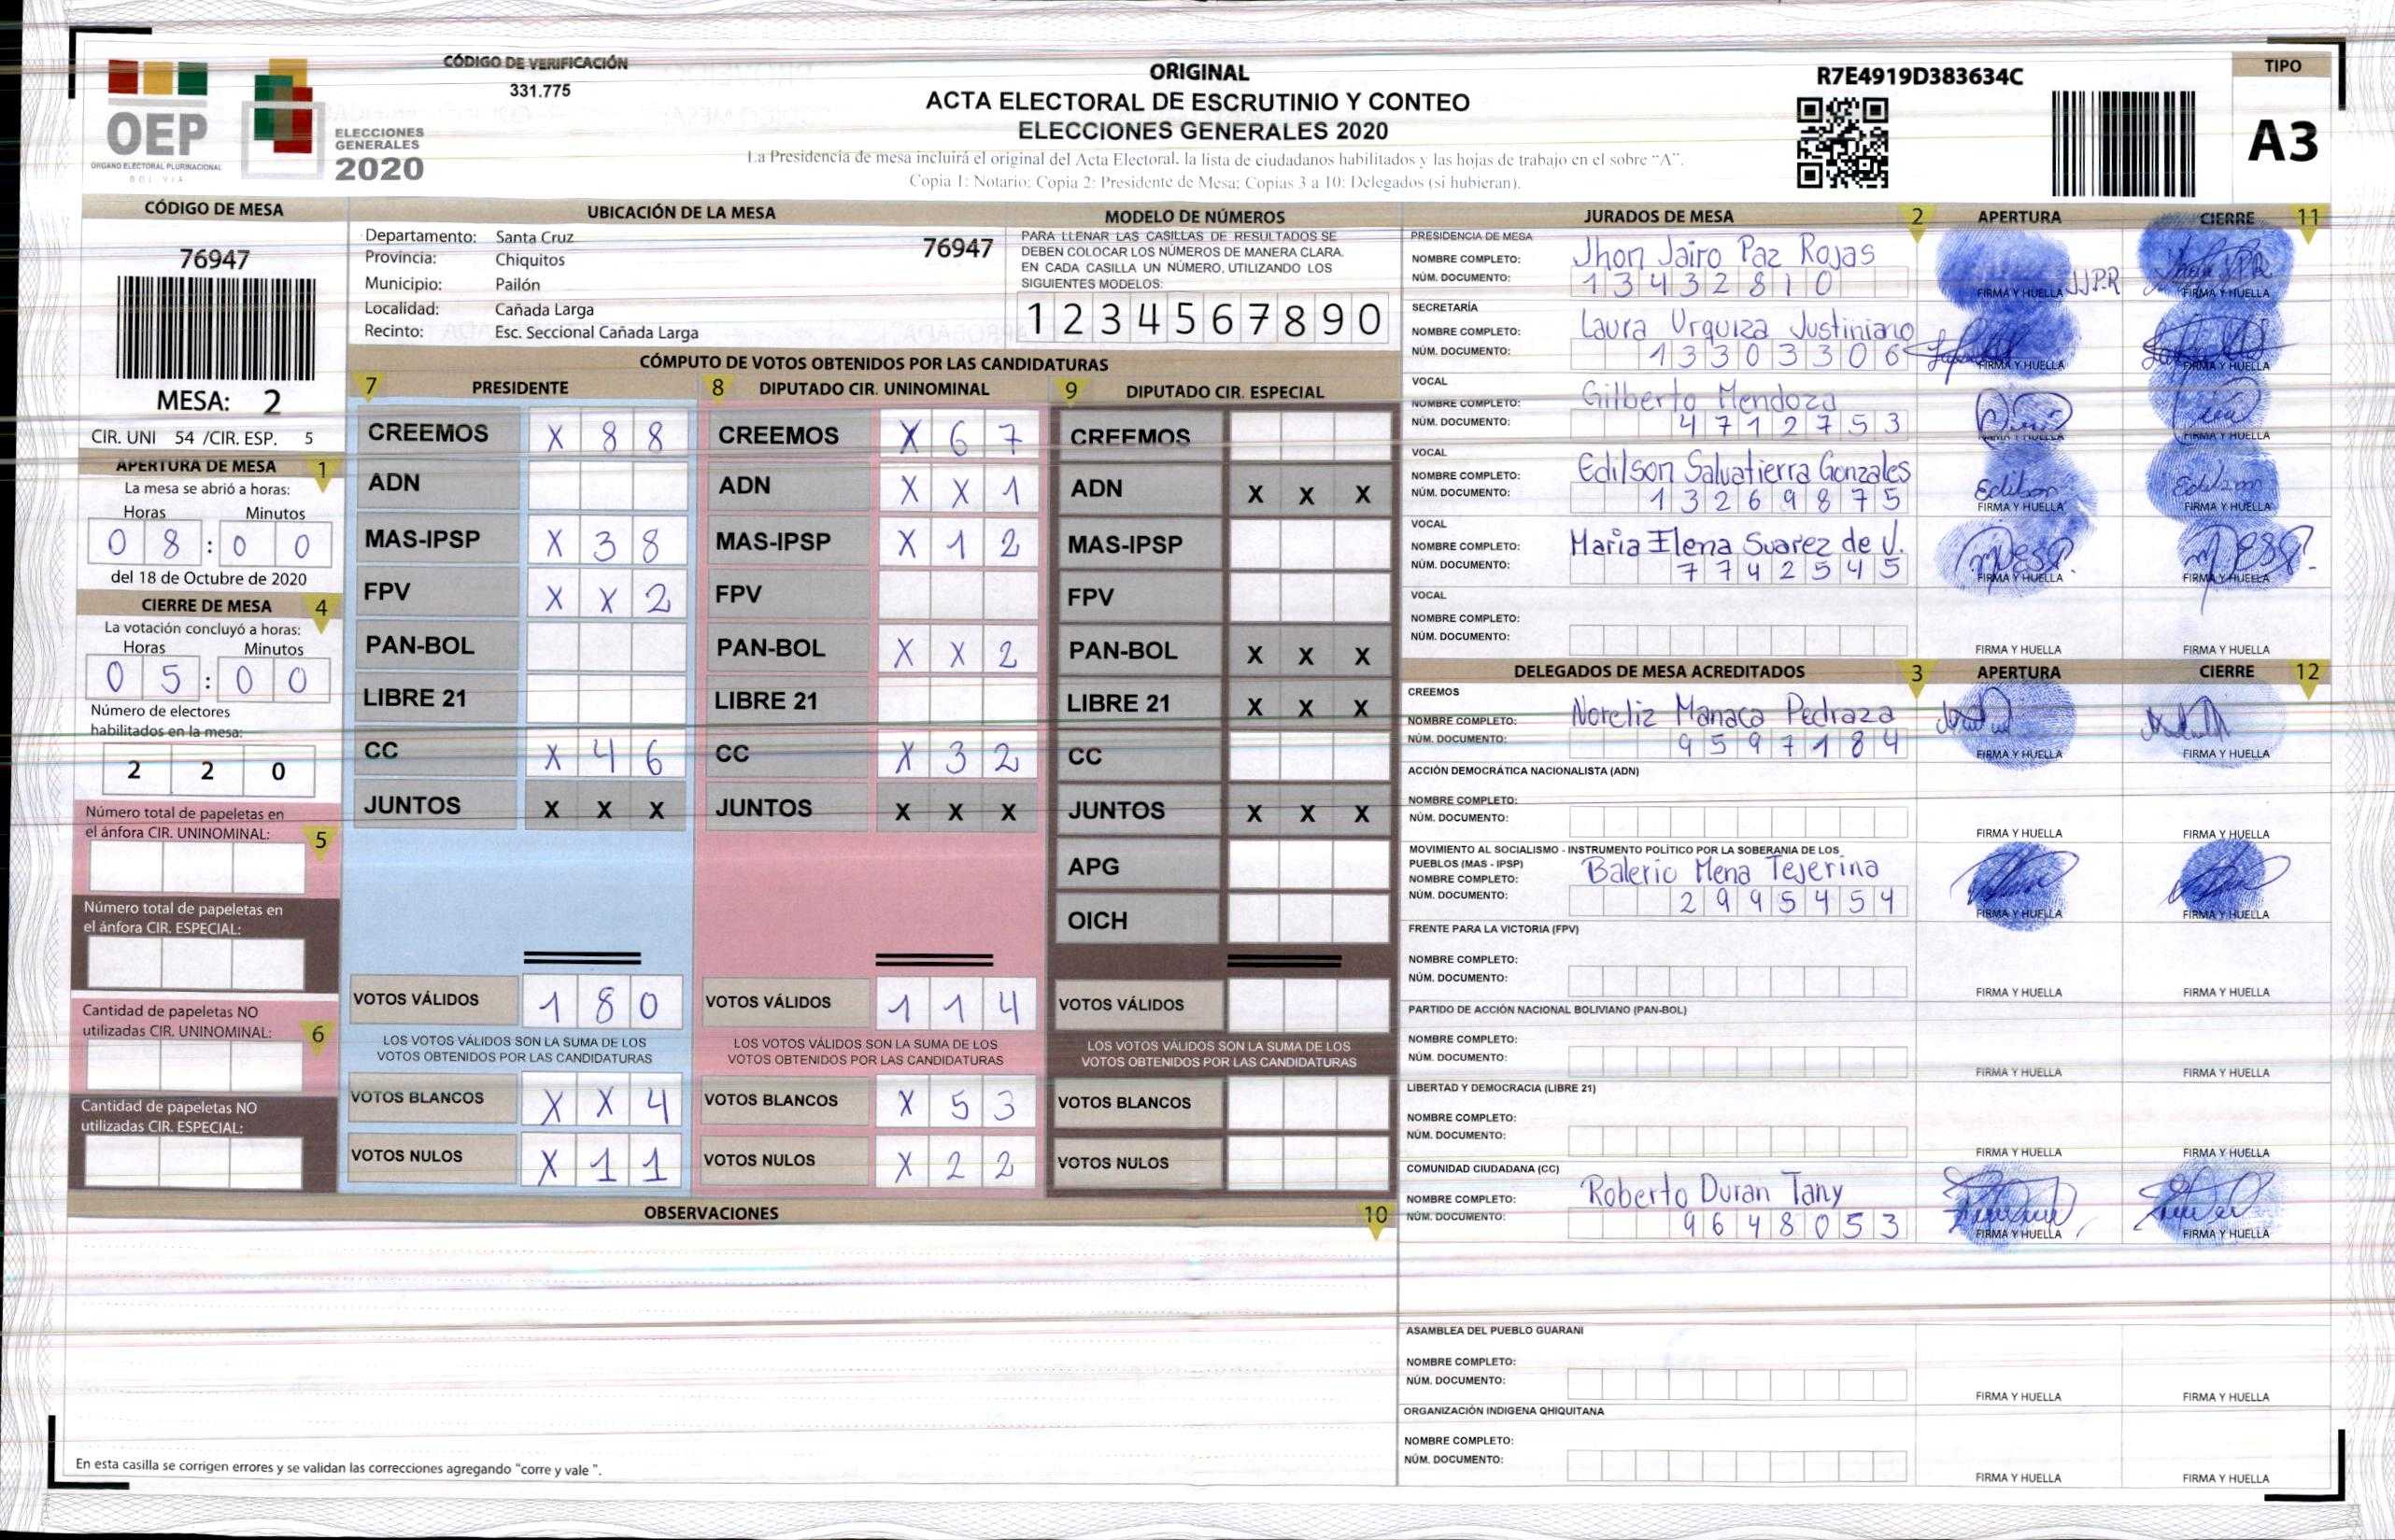 OEP
ÓRGANO ELECTORAL PLURINACIONAL
BOLIVIA
ELECCIONES
GENERALES
2020
CÓDIGO DE VERIFICACIÓN
331.775
ORIGINAL
ACTA ELECTORAL DE ESCRUTINIO Y CONTEO
ELECCIONES GENERALES 2020
La Presidencia de mesa incluirá el original del Acta Electoral, la lista de ciudadanos habilitados y las hojas de trabajo en el sobre “A”.
Copia 1: Notario; Copia 2: Presidente de Mesa; Copias 3 a 10: Delegados (si hubieran).
R7E4919D383634C
TIPO
A3
CÓDIGO DE MESA
76947
MESA: 2
CIR. UNI 54 /CIR. ESP. 5
APERTURA DE MESA 1
La mesa se abrió a horas:
Horas Minutos
0 8 : 0 0
del 18 de Octubre de 2020
CIERRE DE MESA 4
La votación concluyó a horas:
Horas Minutos
0 5 : 0 0
Número de electores
habilitados en la mesa:
2 2 0
Número total de papeletas en
el ánfora CIR. UNINOMINAL: 5
Número total de papeletas en
el ánfora CIR. ESPECIAL:
Cantidad de papeletas NO
utilizadas CIR. UNINOMINAL: 6
Cantidad de papeletas NO
utilizadas CIR. ESPECIAL:
UBICACIÓN DE LA MESA
Departamento: Santa Cruz 76947
Provincia: Chiquitos
Municipio: Pailón
Localidad: Cañada Larga
Recinto: Esc. Seccional Cañada Larga
MODELO DE NÚMEROS
PARA LLENAR LAS CASILLAS DE RESULTADOS SE
DEBEN COLOCAR LOS NÚMEROS DE MANERA CLARA.
EN CADA CASILLA UN NÚMERO, UTILIZANDO LOS
SIGUIENTES MODELOS:
1 2 3 4 5 6 7 8 9 0
CÓMPUTO DE VOTOS OBTENIDOS POR LAS CANDIDATURAS
7 PRESIDENTE
CREEMOS X 8 8
ADN
MAS-IPSP X 3 8
FPV X X 2
PAN-BOL
LIBRE 21
CC X 4 6
JUNTOS X X X
VOTOS VÁLIDOS 1 8 0
LOS VOTOS VÁLIDOS SON LA SUMA DE LOS
VOTOS OBTENIDOS POR LAS CANDIDATURAS
VOTOS BLANCOS X X 4
VOTOS NULOS X 1 1
8 DIPUTADO CIR. UNINOMINAL
CREEMOS X 6 7
ADN X X 1
MAS-IPSP X 1 2
FPV
PAN-BOL X X 2
LIBRE 21
CC X 3 2
JUNTOS X X X
VOTOS VÁLIDOS 1 1 4
LOS VOTOS VÁLIDOS SON LA SUMA DE LOS
VOTOS OBTENIDOS POR LAS CANDIDATURAS
VOTOS BLANCOS X 5 3
VOTOS NULOS X 2 2
9 DIPUTADO CIR. ESPECIAL
CREEMOS
ADN X X X
MAS-IPSP
FPV
PAN-BOL X X X
LIBRE 21 X X X
CC
JUNTOS X X X
APG
OICH
VOTOS VÁLIDOS
LOS VOTOS VÁLIDOS SON LA SUMA DE LOS
VOTOS OBTENIDOS POR LAS CANDIDATURAS
VOTOS BLANCOS
VOTOS NULOS
OBSERVACIONES 10
En esta casilla se corrigen errores y se validan las correcciones agregando "corre y vale ".
JURADOS DE MESA 2 APERTURA CIERRE 11
PRESIDENCIA DE MESA
NOMBRE COMPLETO: Jhon Jairo Paz Rojas
NÚM. DOCUMENTO: 1 3 4 3 2 8 1 0
JJP.R
FIRMA Y HUELLA FIRMA Y HUELLA
SECRETARÍA
NOMBRE COMPLETO: Laura Urquiza Justiniano
NÚM. DOCUMENTO: 1 3 3 0 3 3 0 6
FIRMA Y HUELLA FIRMA Y HUELLA
VOCAL
NOMBRE COMPLETO: Gilberto Mendoza
NÚM. DOCUMENTO: 4 7 1 2 7 5 3
FIRMA Y HUELLA FIRMA Y HUELLA
VOCAL
NOMBRE COMPLETO: Edilson Salvatierra Gonzales
NÚM. DOCUMENTO: 1 3 2 6 9 8 7 5
Edilson Edilson
FIRMA Y HUELLA FIRMA Y HUELLA
VOCAL
NOMBRE COMPLETO: Maria Elena Suarez de V.
NÚM. DOCUMENTO: 7 7 4 2 5 4 5
FIRMA Y HUELLA FIRMA Y HUELLA
VOCAL
NOMBRE COMPLETO:
NÚM. DOCUMENTO:
FIRMA Y HUELLA FIRMA Y HUELLA
DELEGADOS DE MESA ACREDITADOS 3 APERTURA CIERRE 12
CREEMOS
NOMBRE COMPLETO: Noreliz Manaca Pedraza
NÚM. DOCUMENTO: 9 5 9 7 1 8 4
FIRMA Y HUELLA FIRMA Y HUELLA
ACCIÓN DEMOCRÁTICA NACIONALISTA (ADN)
NOMBRE COMPLETO:
NÚM. DOCUMENTO:
FIRMA Y HUELLA FIRMA Y HUELLA
MOVIMIENTO AL SOCIALISMO - INSTRUMENTO POLÍTICO POR LA SOBERANIA DE LOS
PUEBLOS (MAS - IPSP)
NOMBRE COMPLETO: Balerio Mena Tejerina
NÚM. DOCUMENTO: 2 9 9 5 4 5 4
FIRMA Y HUELLA FIRMA Y HUELLA
FRENTE PARA LA VICTORIA (FPV)
NOMBRE COMPLETO:
NÚM. DOCUMENTO:
FIRMA Y HUELLA FIRMA Y HUELLA
PARTIDO DE ACCIÓN NACIONAL BOLIVIANO (PAN-BOL)
NOMBRE COMPLETO:
NÚM. DOCUMENTO:
FIRMA Y HUELLA FIRMA Y HUELLA
LIBERTAD Y DEMOCRACIA (LIBRE 21)
NOMBRE COMPLETO:
NÚM. DOCUMENTO:
FIRMA Y HUELLA FIRMA Y HUELLA
COMUNIDAD CIUDADANA (CC)
NOMBRE COMPLETO: Roberto Duran Tany
NÚM. DOCUMENTO: 9 6 4 8 0 5 3
FIRMA Y HUELLA FIRMA Y HUELLA
ASAMBLEA DEL PUEBLO GUARANI
NOMBRE COMPLETO:
NÚM. DOCUMENTO:
FIRMA Y HUELLA FIRMA Y HUELLA
ORGANIZACIÓN INDIGENA QHIQUITANA
NOMBRE COMPLETO:
NÚM. DOCUMENTO:
FIRMA Y HUELLA FIRMA Y HUELLA